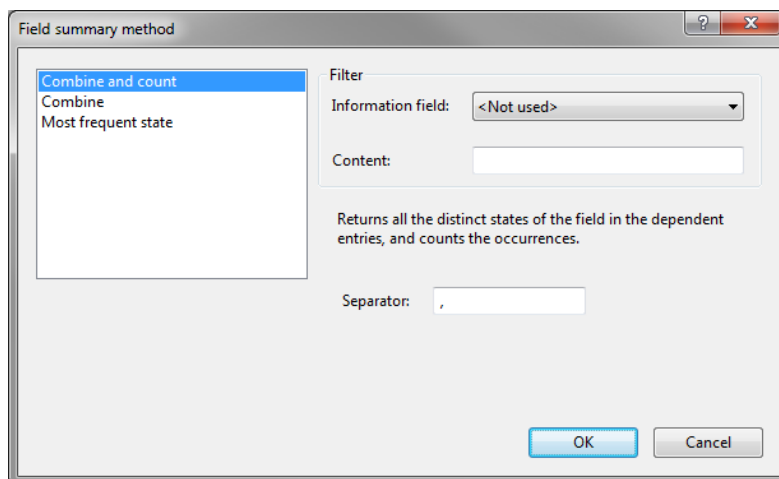 Field summary method
?
Combine and count
Combine
Most frequent state
Filter
Information field: <Not used>
Content:
Returns all the distinct states of the field in the dependent
entries, and counts the occurrences.
Separator: ,
OK Cancel